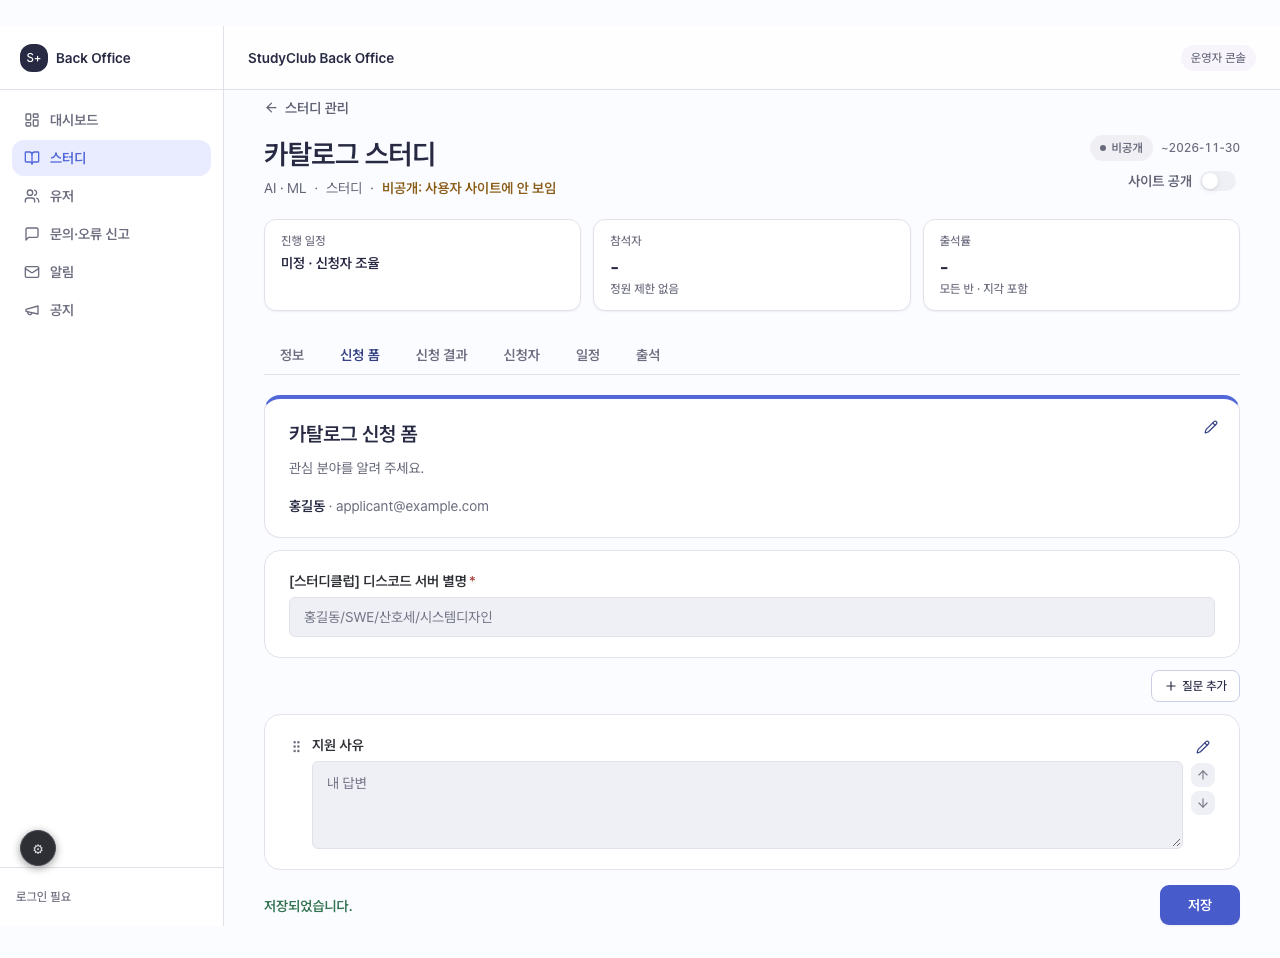 S+ Back Office
StudyClub Back Office
운영자 콘솔
대시보드
스터디
유저
문의·오류 신고
알림
공지
로그인 필요
← 스터디 관리
카탈로그 스터디
비공개 ~2026-11-30
AI · ML · 스터디 · 비공개: 사용자 사이트에 안 보임
사이트 공개
진행 일정
미정 · 신청자 조율
참석자
–
정원 제한 없음
출석률
–
모든 반 · 지각 포함
정보 신청 폼 신청 결과 신청자 일정 출석
카탈로그 신청 폼
관심 분야를 알려 주세요.
홍길동 · applicant@example.com
[스터디클럽] 디스코드 서버 별명 *
홍길동/SWE/산호세/시스템디자인
+ 질문 추가
지원 사유
내 답변
저장되었습니다.
저장